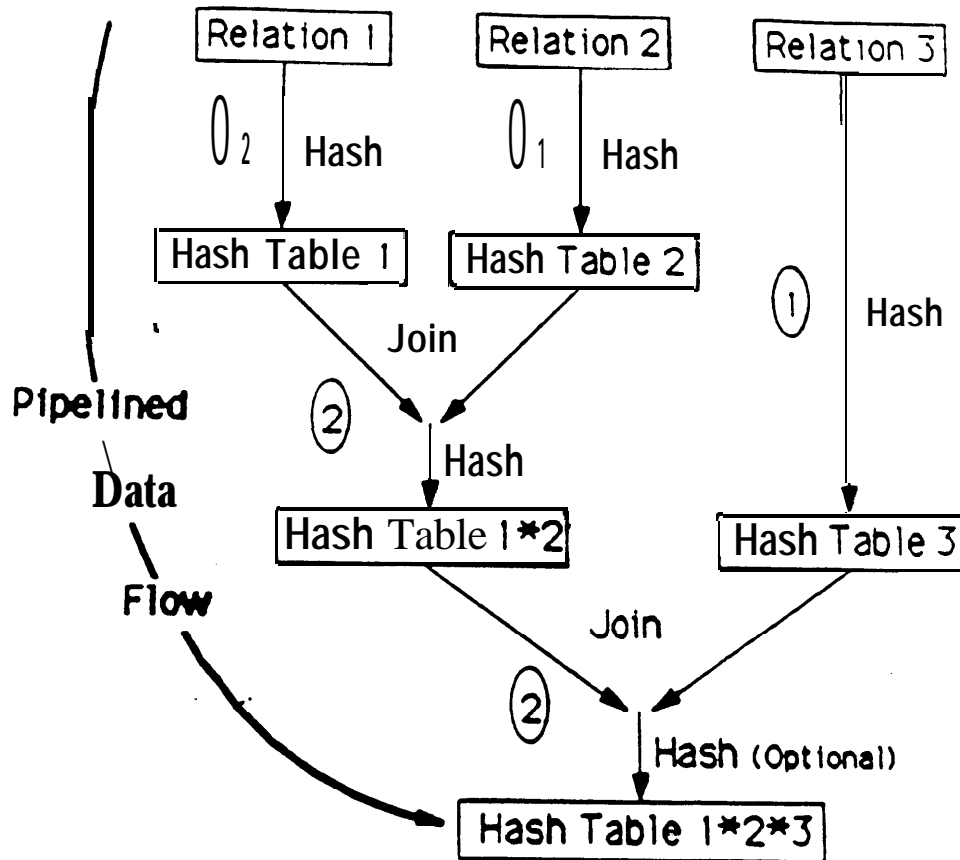 Relation 1
Relation 2
Relation 3
2
Hash
1
Hash
Hash Table 1
Hash Table 2
1
Hash
Join
Pipelined
2
Hash
Data
Hash Table 1*2
Hash Table 3
Flow
Join
2
Hash (Optional)
Hash Table 1*2*3